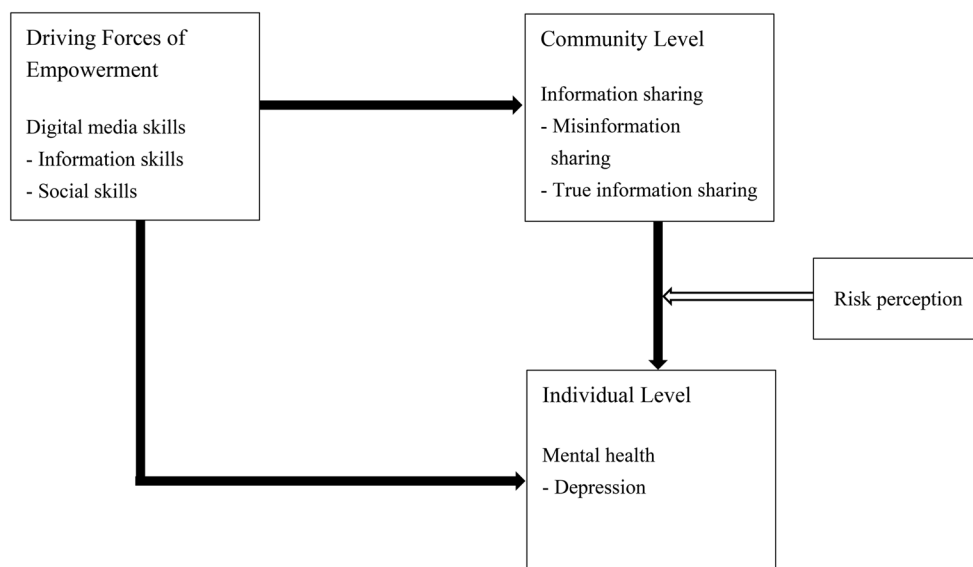 Driving Forces of
Empowerment
Digital media skills
- Information skills
- Social skills
Community Level
Information sharing
- Misinformation
sharing
- True information sharing
Risk perception
Individual Level
Mental health
- Depression